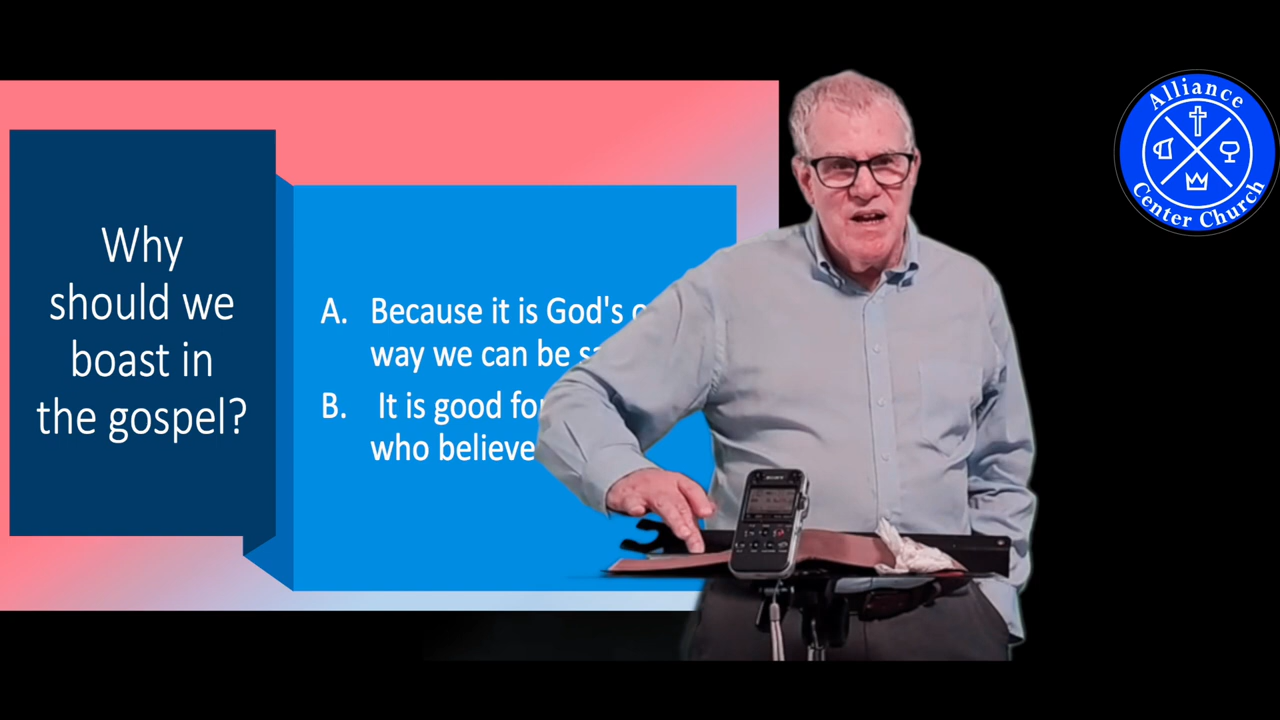 Why
should we
boast in
the gospel?
A. Because it is God's
way we can be
B. It is good
who believe
Alliance
Center Church
SONY